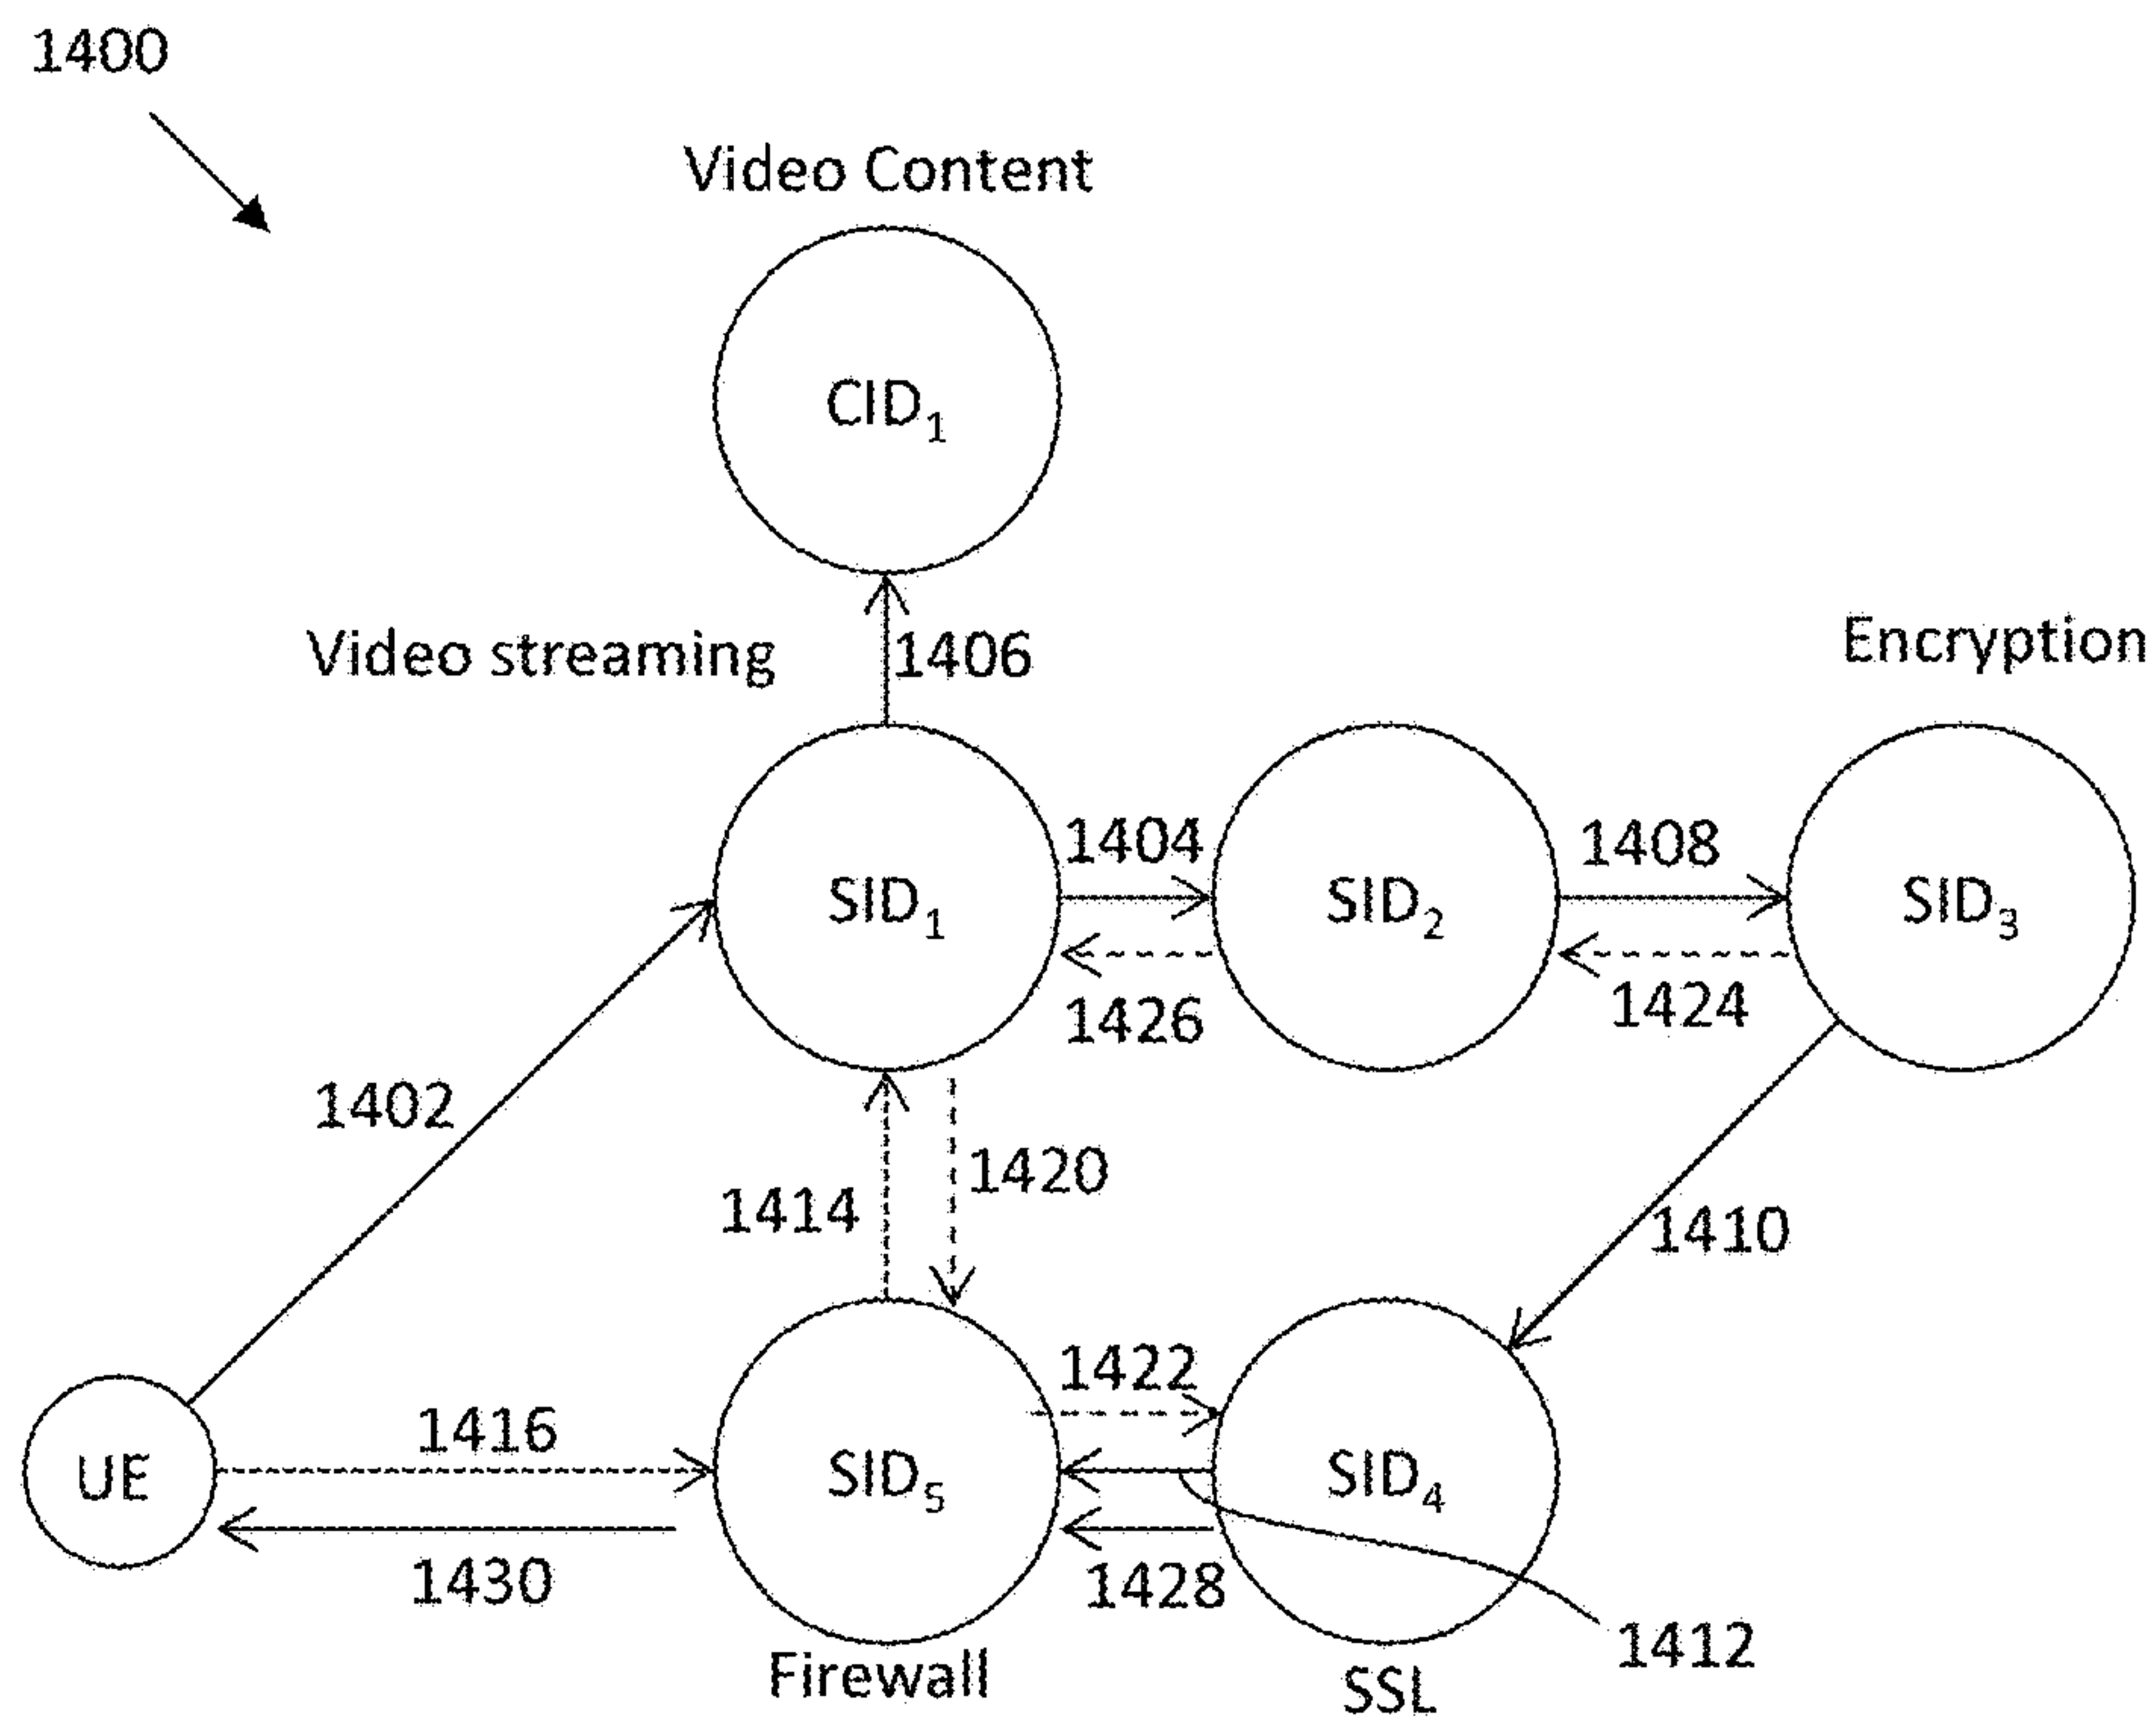 1400
Video Content
CID1
Video streaming
1406
Encryption
1404
1408
SID1
SID2
SID3
1426
1424
1402
1420
1414
1410
1422
1416
UE
SID5
SID4
1430
1428
1412
Firewall
SSL